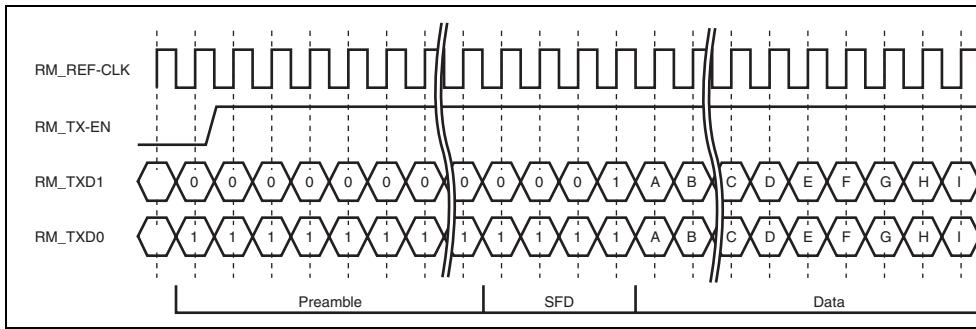 RM_REF-CLK
RM_TX-EN
RM_TXD1 0 0 0 0 0 0 0 0 0 0 0 1 A B C D E F G H I
RM_TXD0 1 1 1 1 1 1 1 1 1 1 1 1 A B C D E F G H I
Preamble SFD Data